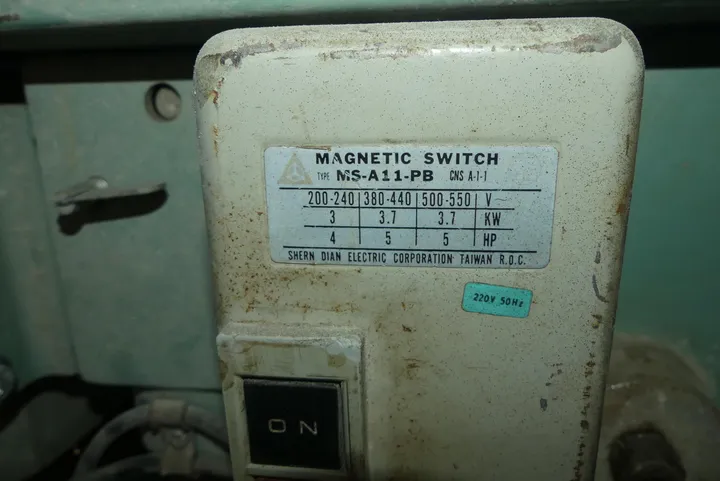 MAGNETIC SWITCH
TYPE MS-A11-PB CNS A-1-1
200-240 380-440 500-550 V~
3 3.7 3.7 KW
4 5 5 HP
SHERN DIAN ELECTRIC CORPORATION TAIWAN R.O.C.
220V 50Hz
ON